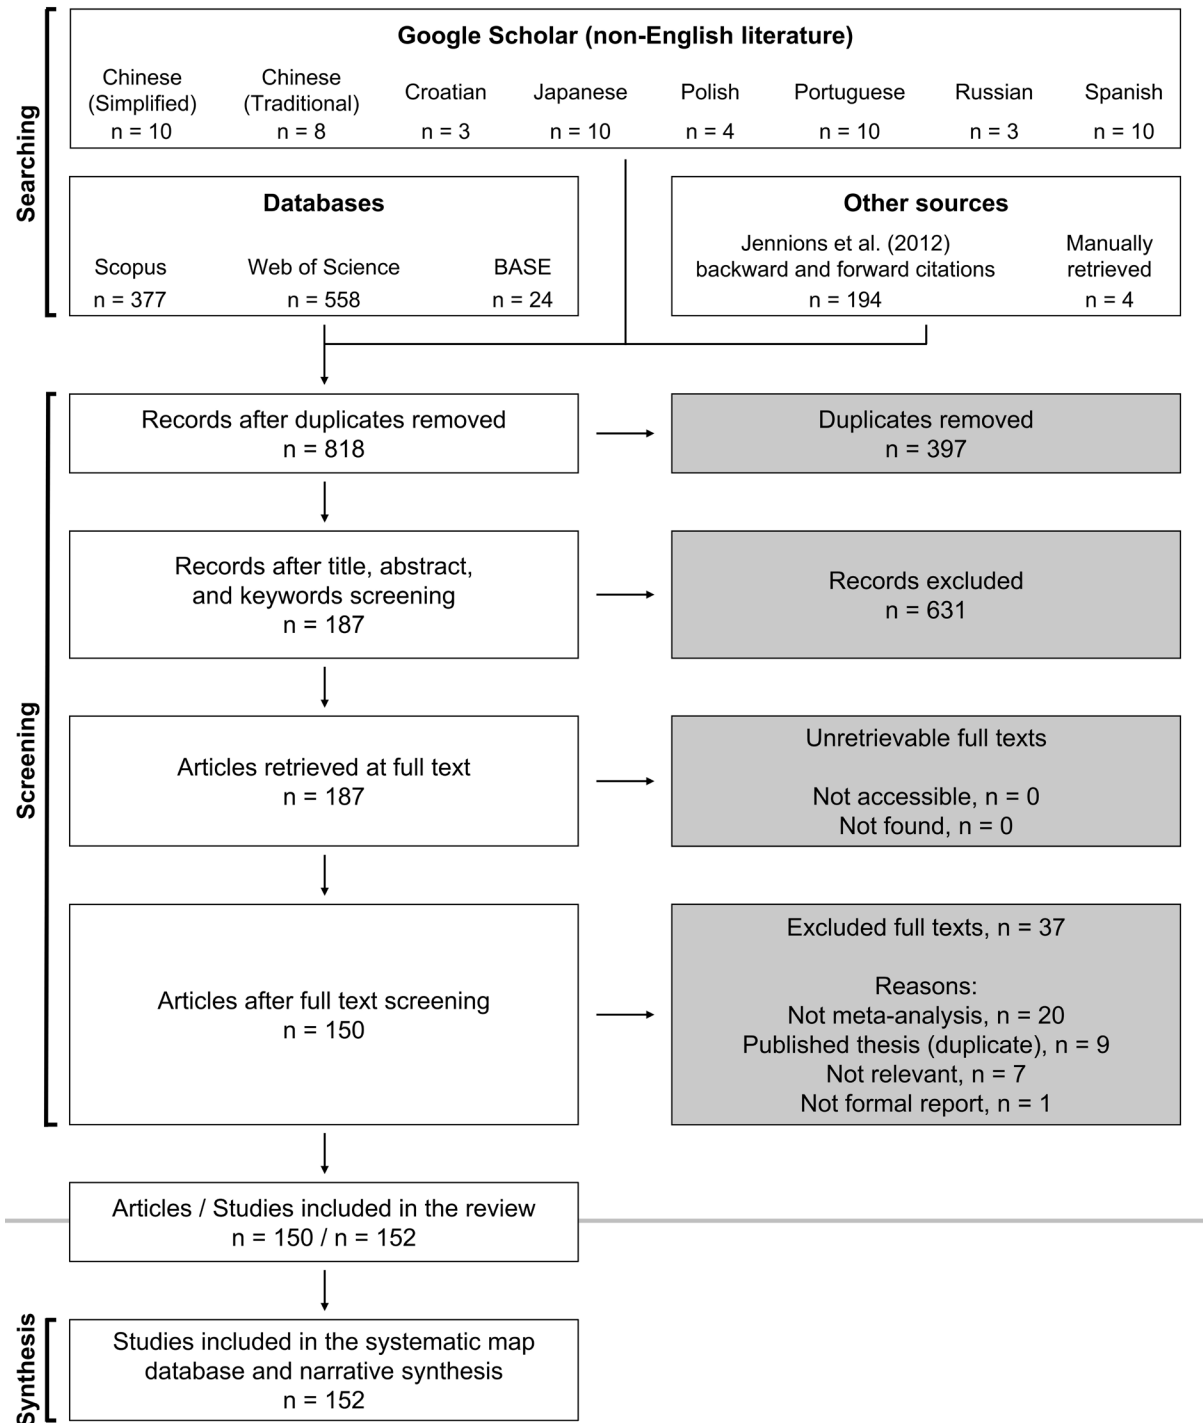 Searching
Google Scholar (non-English literature)
Chinese
(Simplified)
n = 10
Chinese
(Traditional)
n = 8
Croatian
n = 3
Japanese
n = 10
Polish
n = 4
Portuguese
n = 10
Russian
n = 3
Spanish
n = 10
Databases
Scopus
n = 377
Web of Science
n = 558
BASE
n = 24
Other sources
Jennions et al. (2012)
backward and forward citations
n = 194
Manually
retrieved
n = 4
Screening
Records after duplicates removed
n = 818
Duplicates removed
n = 397
Records after title, abstract,
and keywords screening
n = 187
Records excluded
n = 631
Articles retrieved at full text
n = 187
Unretrievable full texts
Not accessible, n = 0
Not found, n = 0
Articles after full text screening
n = 150
Excluded full texts, n = 37
Reasons:
Not meta-analysis, n = 20
Published thesis (duplicate), n = 9
Not relevant, n = 7
Not formal report, n = 1
Articles / Studies included in the review
n = 150 / n = 152
Synthesis
Studies included in the systematic map
database and narrative synthesis
n = 152